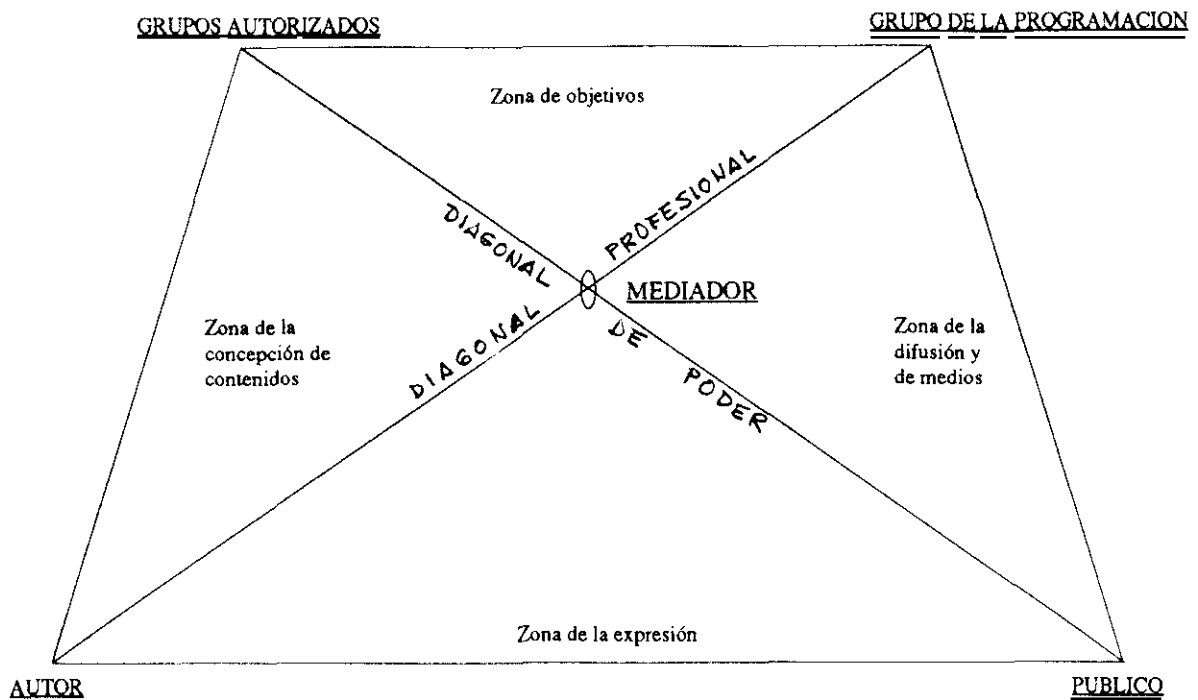 GRUPOS AUTORIZADOS
GRUPO DE LA PROGRAMACION
Zona de objetivos
DIAGONAL PROFESIONAL
DIAGONAL DE PODER
MEDIADOR
Zona de la
concepción de
contenidos
Zona de la
difusión y
de medios
Zona de la expresión
AUTOR
PUBLICO